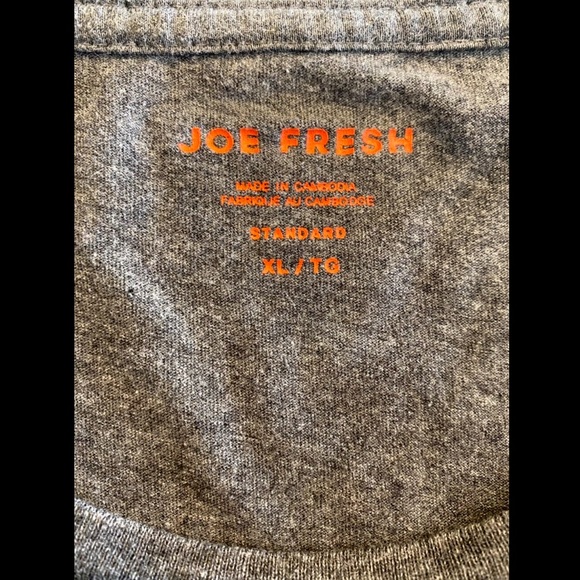 JOE FRESH
MADE IN CAMBODIA
FABRIQUÉ AU CAMBODGE
STANDARD
XL / TG